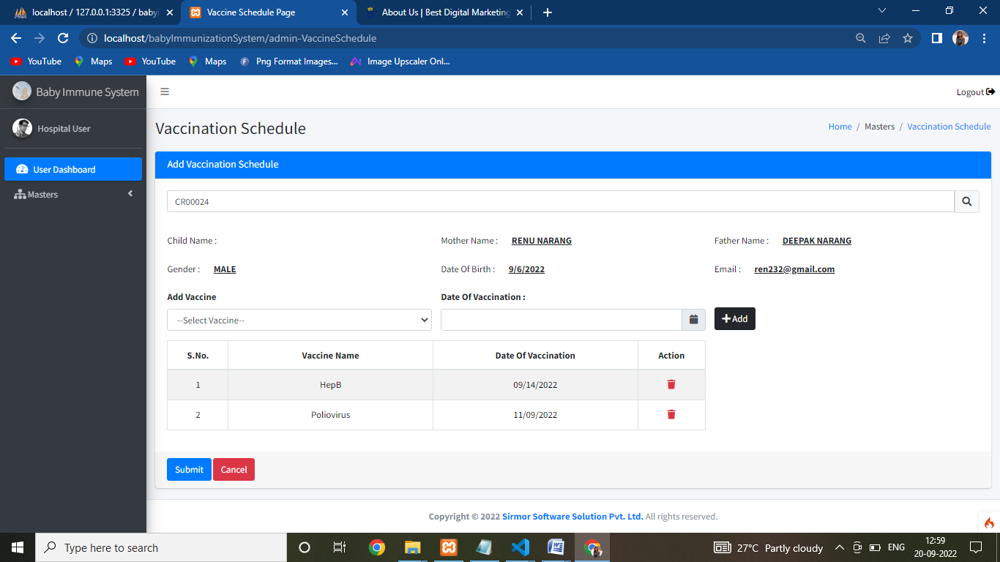 localhost / 127.0.0.1:3325 / babyi
Vaccine Schedule Page
About Us | Best Digital Marketing
localhost/babyImmunizationSystem/admin-VaccineSchedule
YouTube Maps YouTube Maps Png Format Images... Image Upscaler Onl...
Baby Immune System
Logout
Hospital User
Vaccination Schedule
Home / Masters / Vaccination Schedule
User Dashboard
Masters
Add Vaccination Schedule
CR00024
Child Name : Mother Name : RENU NARANG Father Name : DEEPAK NARANG
Gender : MALE Date Of Birth : 9/6/2022 Email : ren232@gmail.com
Add Vaccine Date Of Vaccination :
--Select Vaccine-- Add
S.No. Vaccine Name Date Of Vaccination Action
1 HepB 09/14/2022
2 Poliovirus 11/09/2022
Submit Cancel
Copyright © 2022 Sirmor Software Solution Pvt. Ltd. All rights reserved.
Type here to search
27°C Partly cloudy
ENG
12:59
20-09-2022